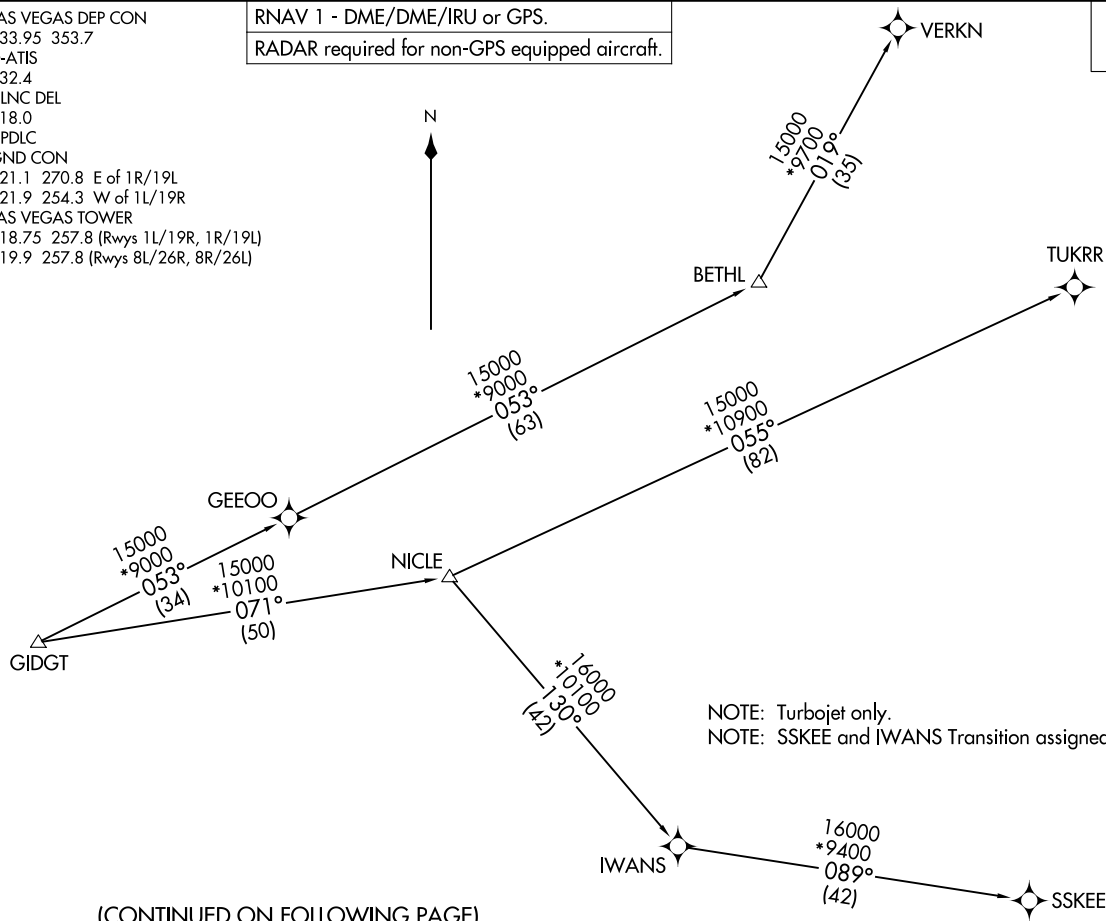 AS VEGAS DEP CON
33.95 353.7
-ATIS
32.4
LNC DEL
18.0
PDLC
GND CON
21.1 270.8 E of 1R/19L
21.9 254.3 W of 1L/19R
AS VEGAS TOWER
18.75 257.8 (Rwys 1L/19R, 1R/19L)
19.9 257.8 (Rwys 8L/26R, 8R/26L)
RNAV 1 - DME/DME/IRU or GPS.
RADAR required for non-GPS equipped aircraft.
N
VERKN
15000
*9700
019°
(35)
BETHL
TUKRR
15000
*9000
053°
(63)
15000
*10900
055°
(82)
GEEOO
15000
*9000
053°
(34)
NICLE
15000
*10100
071°
(50)
GIDGT
16000
*10100
130°
(42)
NOTE: Turbojet only.
NOTE: SSKEE and IWANS Transition assigned
IWANS
16000
*9400
089°
(42)
SSKEE
(CONTINUED ON FOLLOWING PAGE)